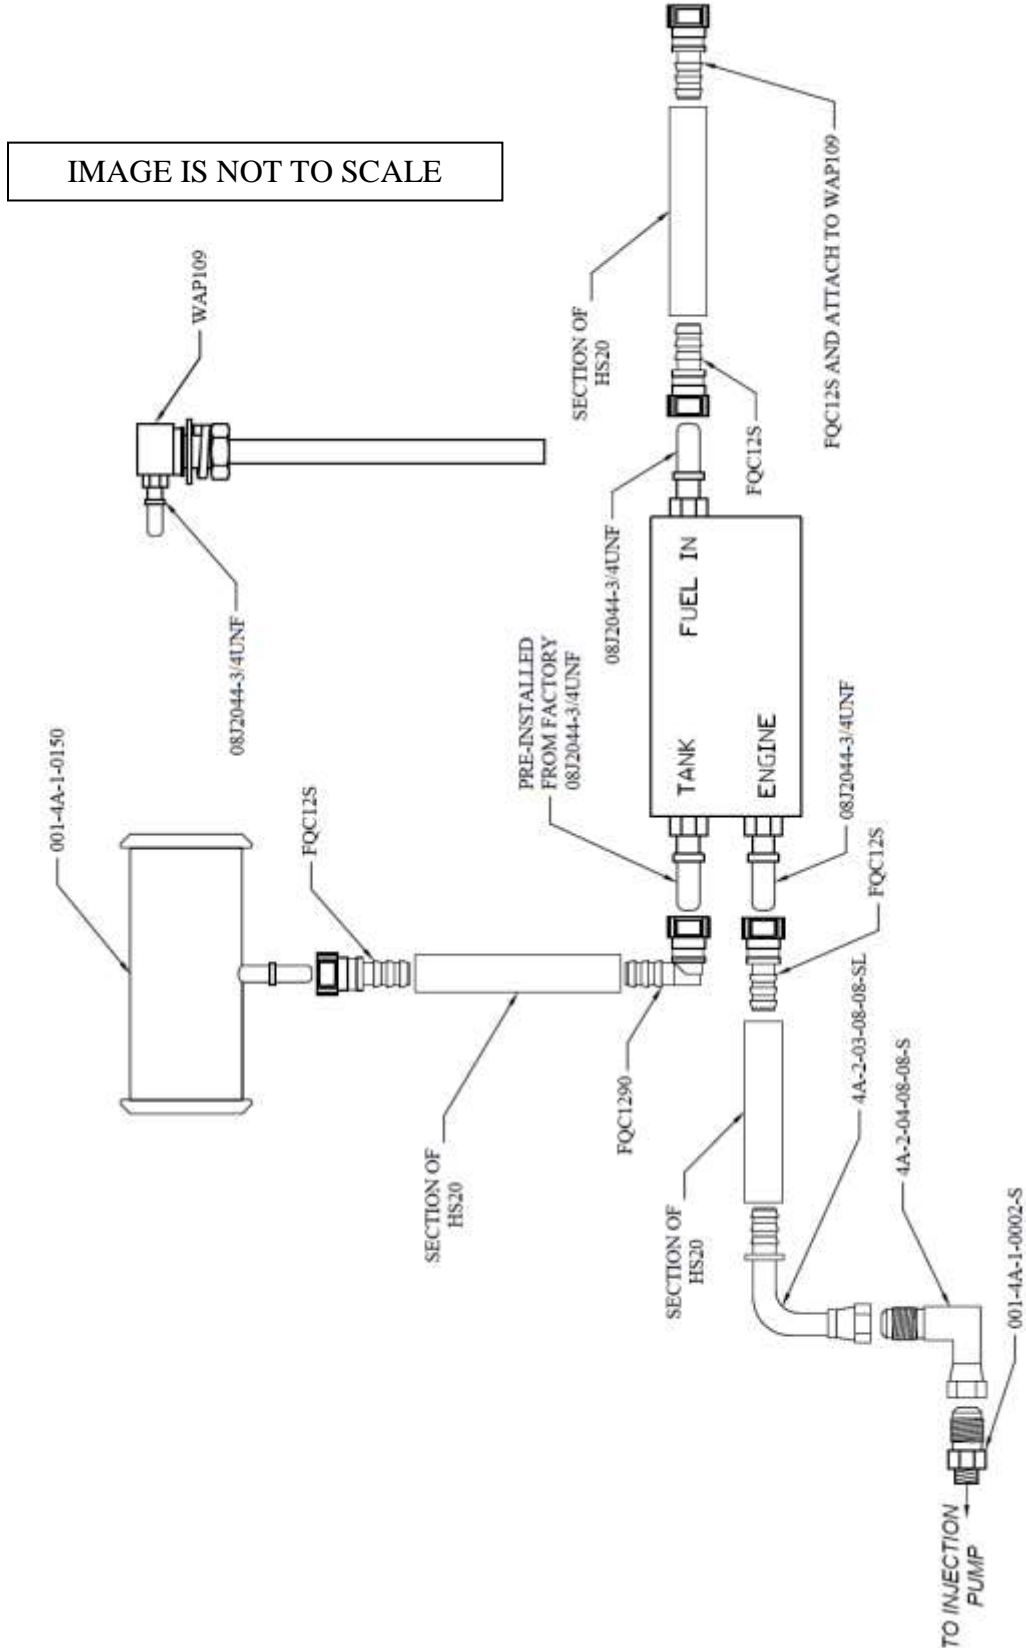 IMAGE IS NOT TO SCALE
FQC12S AND ATTACH TO WAP109
SECTION OF
HS20
FQC12S
08J2044-3/4UNF
WAP109
08J2044-3/4UNF
PRE-INSTALLED
FROM FACTORY
08J2044-3/4UNF
FUEL IN
TANK
ENGINE
08J2044-3/4UNF
FQC12S
001-4A-1-0150
FQC12S
SECTION OF
HS20
FQC1290
SECTION OF
HS20
4A-2-03-08-08-SL
4A-2-04-08-08-S
001-4A-1-0002-S
TO INJECTION
PUMP